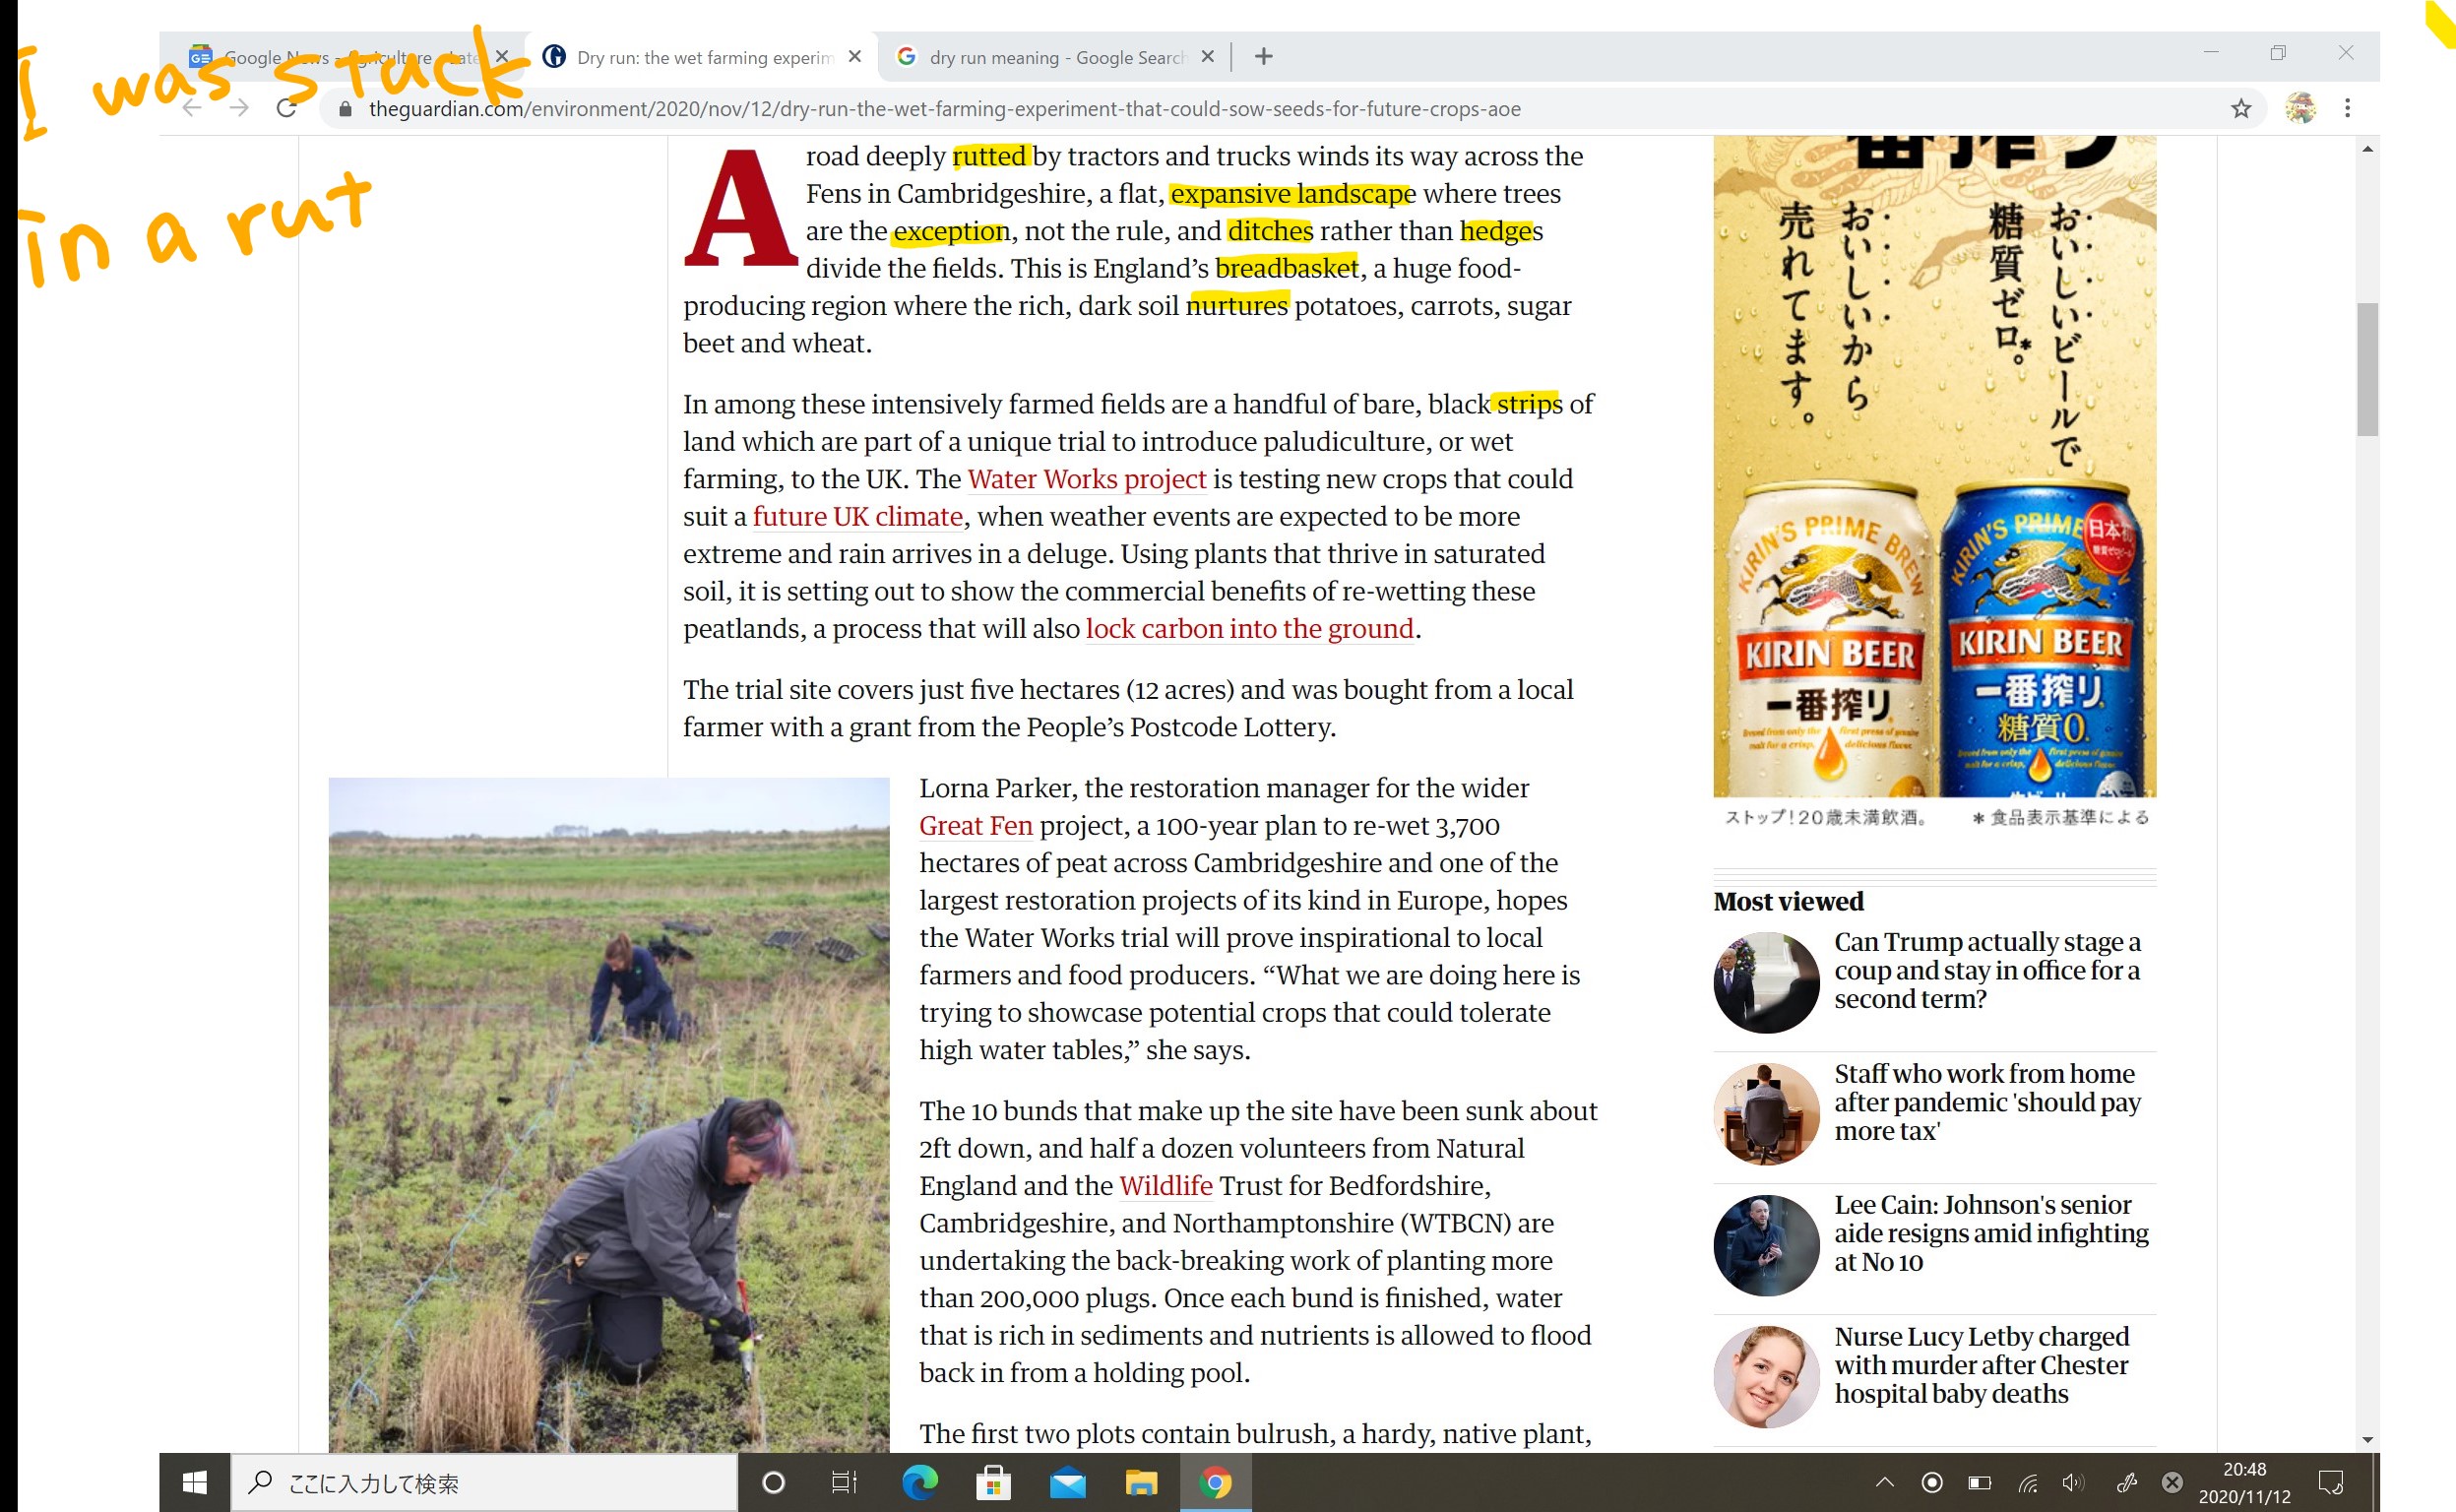 I was stuck
in a rut
Google News - Agriculture - Late
Dry run: the wet farming experim
dry run meaning - Google Search
theguardian.com/environment/2020/nov/12/dry-run-the-wet-farming-experiment-that-could-sow-seeds-for-future-crops-aoe
A road deeply rutted by tractors and trucks winds its way across the
Fens in Cambridgeshire, a flat, expansive landscape where trees
are the exception, not the rule, and ditches rather than hedges
divide the fields. This is England’s breadbasket, a huge food-
producing region where the rich, dark soil nurtures potatoes, carrots, sugar
beet and wheat.
In among these intensively farmed fields are a handful of bare, black strips of
land which are part of a unique trial to introduce paludiculture, or wet
farming, to the UK. The Water Works project is testing new crops that could
suit a future UK climate, when weather events are expected to be more
extreme and rain arrives in a deluge. Using plants that thrive in saturated
soil, it is setting out to show the commercial benefits of re-wetting these
peatlands, a process that will also lock carbon into the ground.
The trial site covers just five hectares (12 acres) and was bought from a local
farmer with a grant from the People’s Postcode Lottery.
Lorna Parker, the restoration manager for the wider
Great Fen project, a 100-year plan to re-wet 3,700
hectares of peat across Cambridgeshire and one of the
largest restoration projects of its kind in Europe, hopes
the Water Works trial will prove inspirational to local
farmers and food producers. “What we are doing here is
trying to showcase potential crops that could tolerate
high water tables,” she says.
The 10 bunds that make up the site have been sunk about
2ft down, and half a dozen volunteers from Natural
England and the Wildlife Trust for Bedfordshire,
Cambridgeshire, and Northamptonshire (WTBCN) are
undertaking the back-breaking work of planting more
than 200,000 plugs. Once each bund is finished, water
that is rich in sediments and nutrients is allowed to flood
back in from a holding pool.
The first two plots contain bulrush, a hardy, native plant,
一番搾り
おいしいビールで
糖質ゼロ*。
おいしいから
売れてます。
KIRIN'S PRIME BREW
KIRIN BEER
一番搾り
KIRIN'S PRIME
KIRIN BEER
一番搾り
糖質0
ストップ!20歳未満飲酒。
*食品表示基準による
Most viewed
Can Trump actually stage a
coup and stay in office for a
second term?
Staff who work from home
after pandemic 'should pay
more tax'
Lee Cain: Johnson's senior
aide resigns amid infighting
at No 10
Nurse Lucy Letby charged
with murder after Chester
hospital baby deaths
ここに入力して検索
20:48
2020/11/12